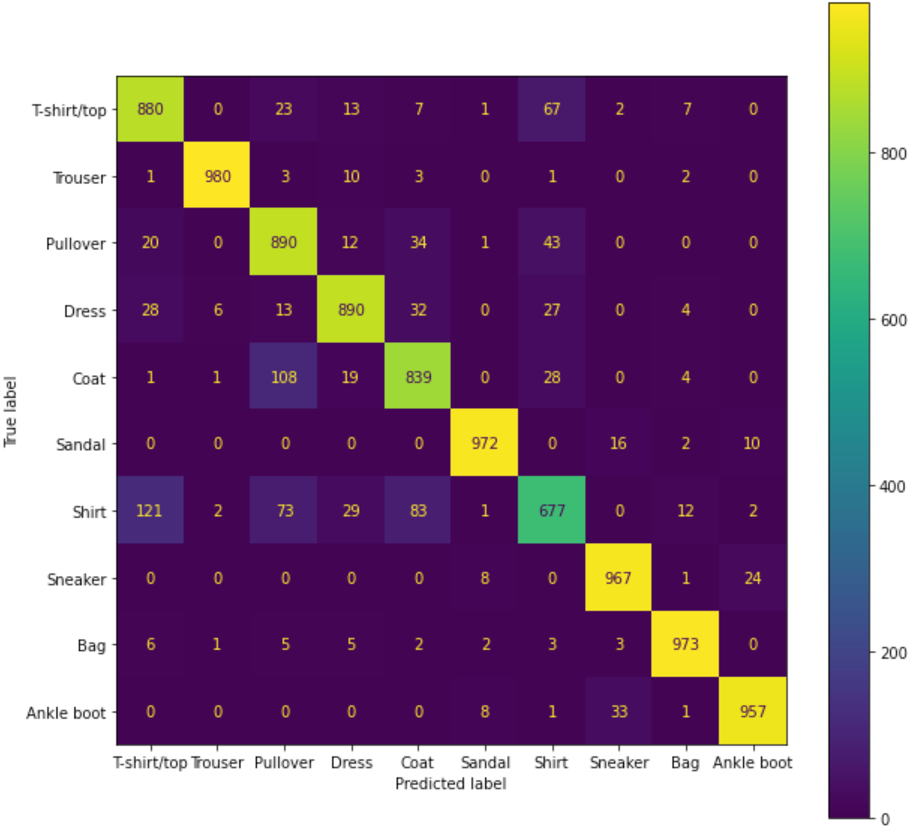 T-shirt/top 880 0 23 13 7 1 67 2 7 0
Trouser 1 980 3 10 3 0 1 0 2 0
Pullover 20 0 890 12 34 1 43 0 0 0
Dress 28 6 13 890 32 0 27 0 4 0
Coat 1 1 108 19 839 0 28 0 4 0
Sandal 0 0 0 0 0 972 0 16 2 10
Shirt 121 2 73 29 83 1 677 0 12 2
Sneaker 0 0 0 0 0 8 0 967 1 24
Bag 6 1 5 5 2 2 3 3 973 0
Ankle boot 0 0 0 0 0 8 1 33 1 957
T-shirt/top Trouser Pullover Dress Coat Sandal Shirt Sneaker Bag Ankle boot
Predicted label
True label
800
600
400
200
0